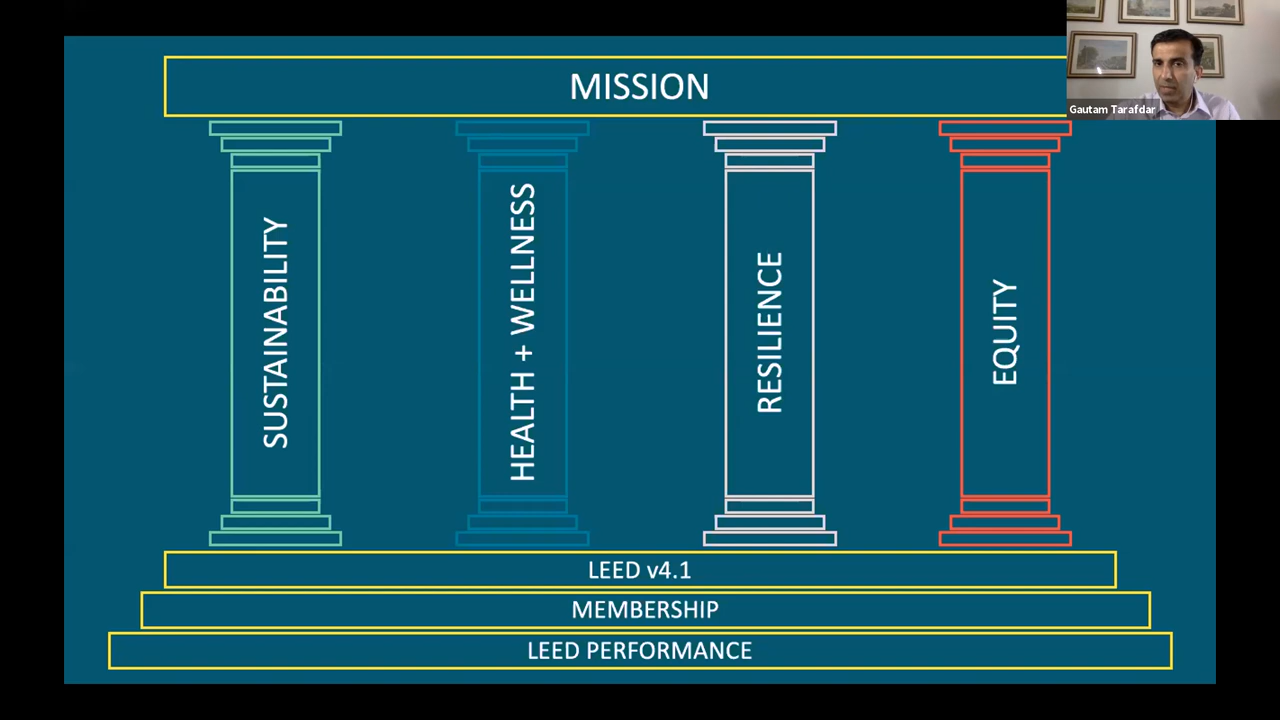 MISSION
Gautam Tarafdar
SUSTAINABILITY
HEALTH + WELLNESS
RESILIENCE
EQUITY
LEED v4.1
MEMBERSHIP
LEED PERFORMANCE